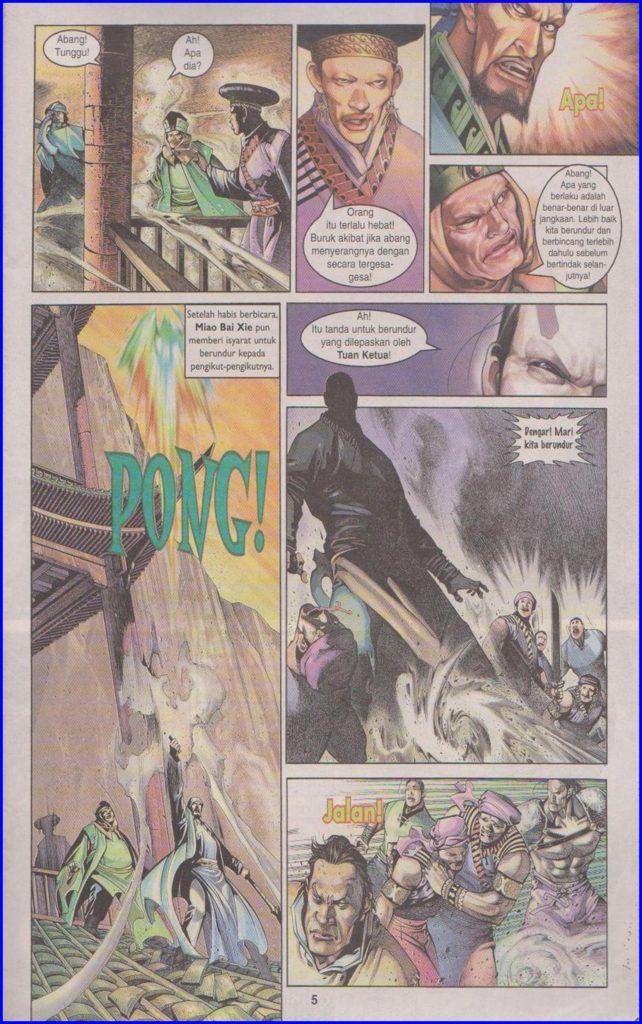 Abang!
Tunggu!
Ah!
Apa
dia?
Orang
itu terlalu hebat!
Buruk akibat jika abang
menyerangnya dengan
secara tergesa-
gesa!
Apa!
Abang!
Apa yang
berlaku adalah
benar-benar di luar
jangkaan. Lebih baik
kita berundur dan
berbincang terlebih
dahulu sebelum
bertindak selan-
jutnya!
Setelah habis berbicara,
Miao Bai Xie pun
memberi isyarat untuk
berundur kepada
pengikut-pengikutnya.
PONG!
Ah!
Itu tanda untuk berundur
yang dilepaskan oleh
Tuan Ketua!
Dengar! Mari
kita berundur
Jalan!
5